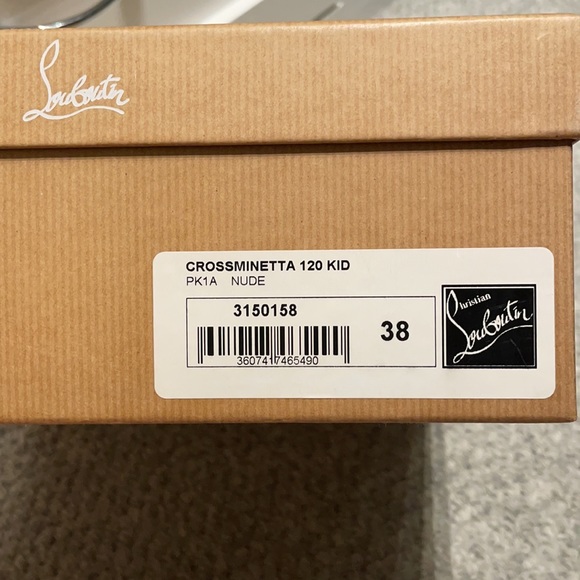 Louboutin
CROSSMINETTA 120 KID
PK1A NUDE
3150158
38
3607417465490
Christian
Louboutin